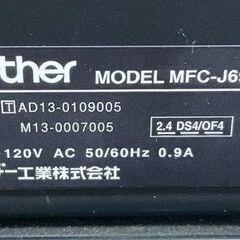 ther MODEL MFC-J6
T AD13-0109005
M13-0007005
2.4 DS4/OF4
120V AC 50/60Hz 0.9A
ザー工業株式会社